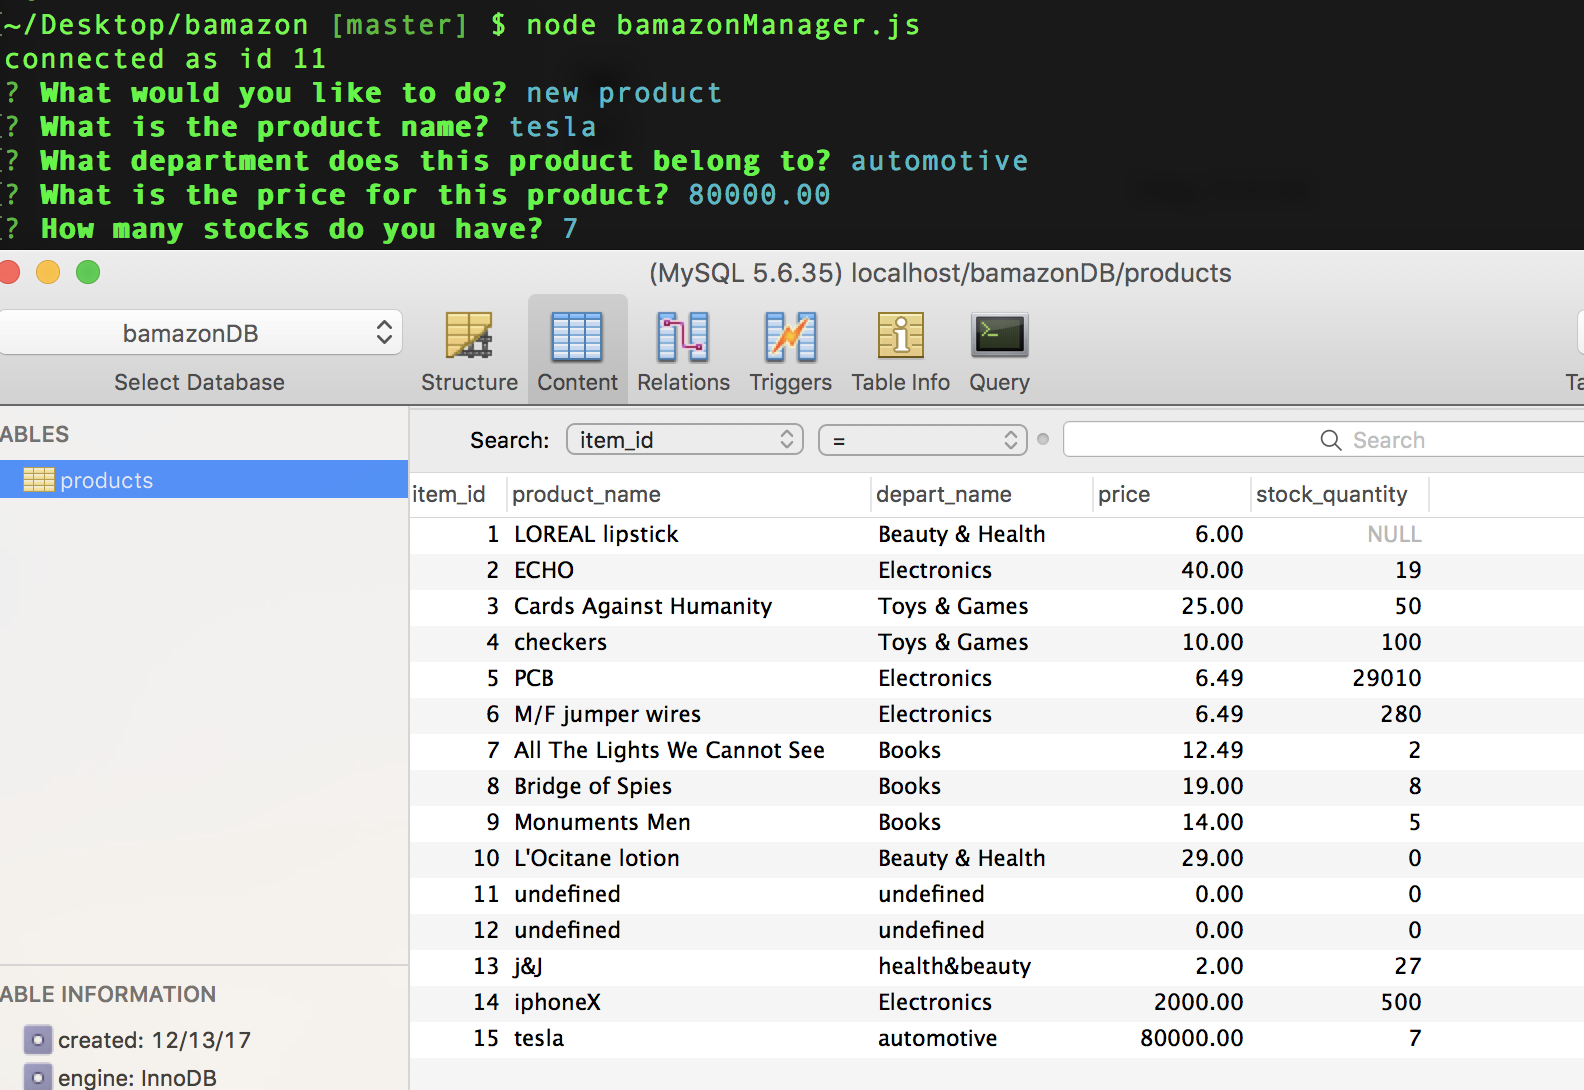 ~/Desktop/bamazon [master] $ node bamazonManager.js
connected as id 11
? What would you like to do? new product
[? What is the product name? tesla
[? What department does this product belong to? automotive
[? What is the price for this product? 80000.00
[? How many stocks do you have? 7
(MySQL 5.6.35) localhost/bamazonDB/products
bamazonDB
Select Database Structure Content Relations Triggers Table Info Query Ta
ABLES
Search: item_id = Search
products
item_id product_name depart_name price stock_quantity
1 LOREAL lipstick Beauty & Health 6.00 NULL
2 ECHO Electronics 40.00 19
3 Cards Against Humanity Toys & Games 25.00 50
4 checkers Toys & Games 10.00 100
5 PCB Electronics 6.49 29010
6 M/F jumper wires Electronics 6.49 280
7 All The Lights We Cannot See Books 12.49 2
8 Bridge of Spies Books 19.00 8
9 Monuments Men Books 14.00 5
10 L'Ocitane lotion Beauty & Health 29.00 0
11 undefined undefined 0.00 0
12 undefined undefined 0.00 0
13 j&J health&beauty 2.00 27
14 iphoneX Electronics 2000.00 500
15 tesla automotive 80000.00 7
ABLE INFORMATION
created: 12/13/17
engine: InnoDB